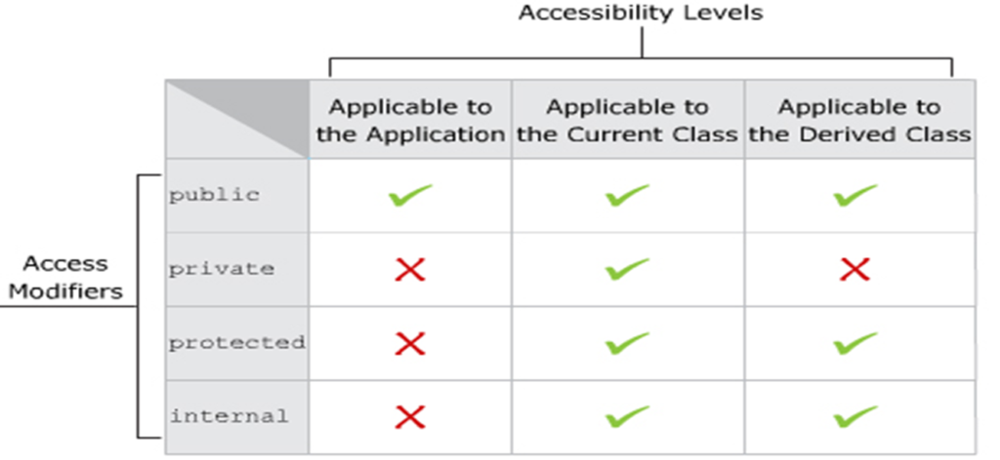 Accessibility Levels
Applicable to the Application
Applicable to the Current Class
Applicable to the Derived Class
public
private
Access Modifiers
protected
internal